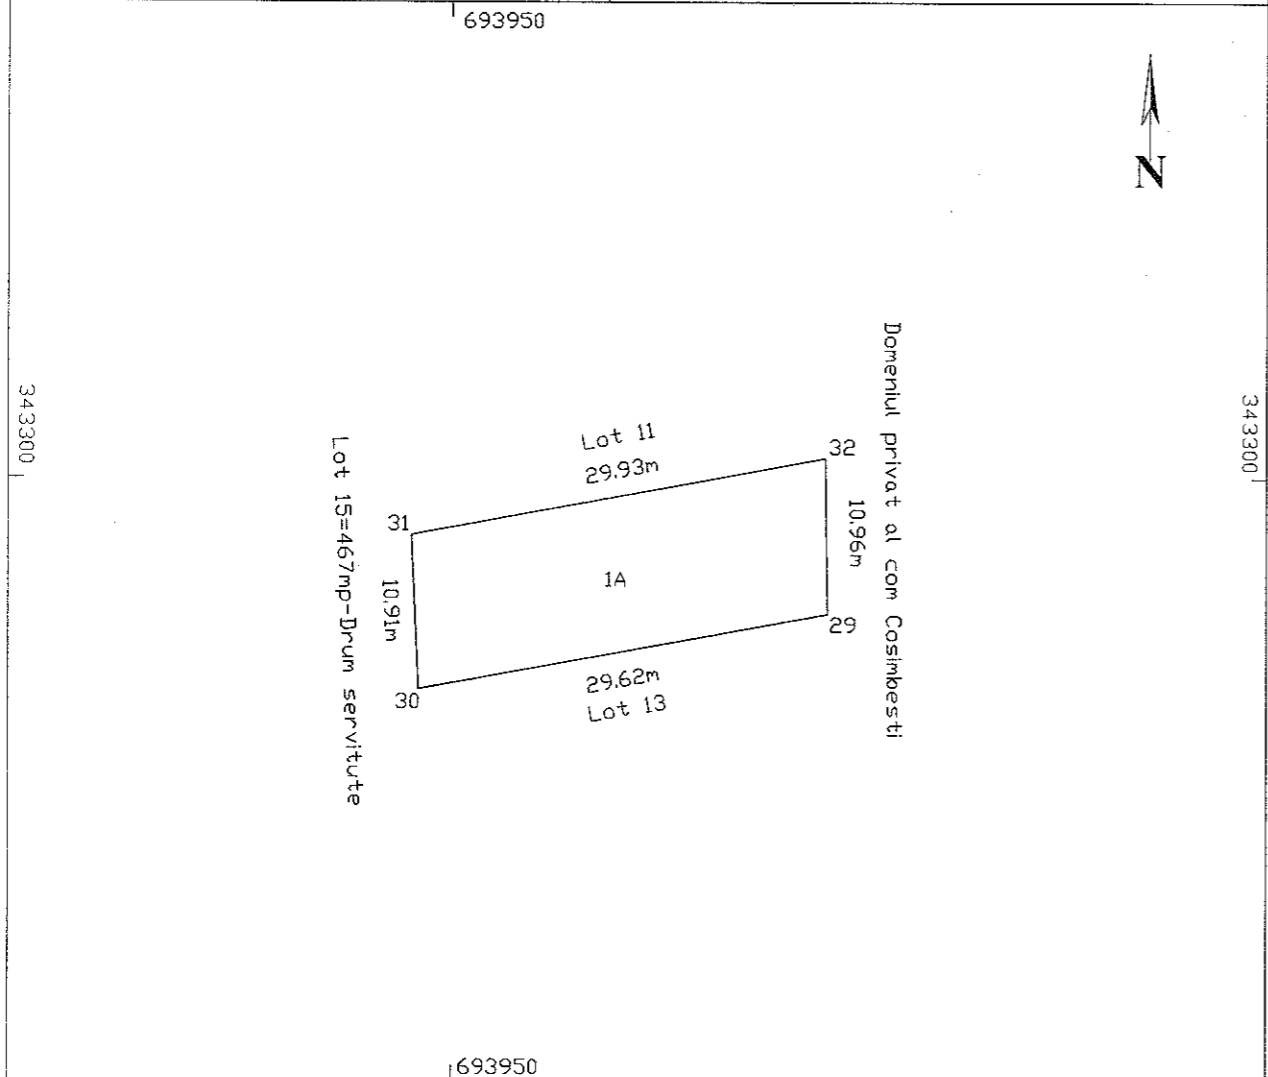 693950
N
343300
343300
Domeniul privat al com Cosimbesti
Lot 11
29.93m
32
10.96m
31
Lot 15=467mp-Drum servitute
10.91m
1A
29
30
29.62m
Lot 13
693950